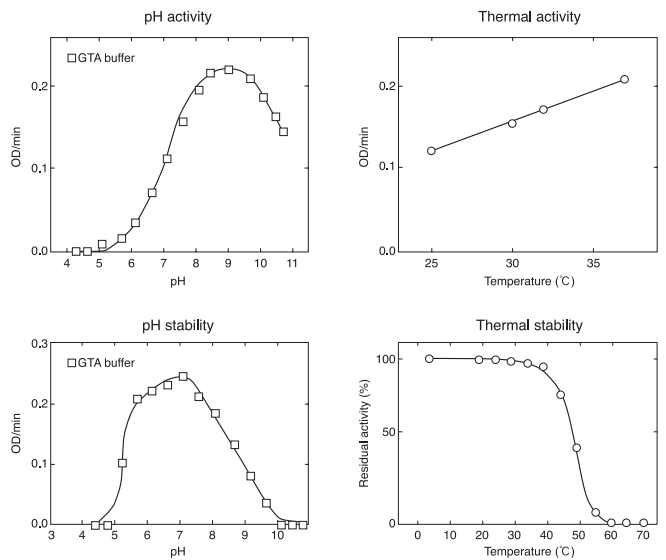 pH activity
GTA buffer
OD/min
0.2
0.1
0.0
4 5 6 7 8 9 10 11
pH
Thermal activity
OD/min
0.2
0.1
0.0
25 30 35
Temperature (℃)
pH stability
GTA buffer
OD/min
0.3
0.2
0.1
0.0
3 4 5 6 7 8 9 10 11
pH
Thermal stability
Residual activity (%)
100
50
0
0 10 20 30 40 50 60 70
Temperature (℃)